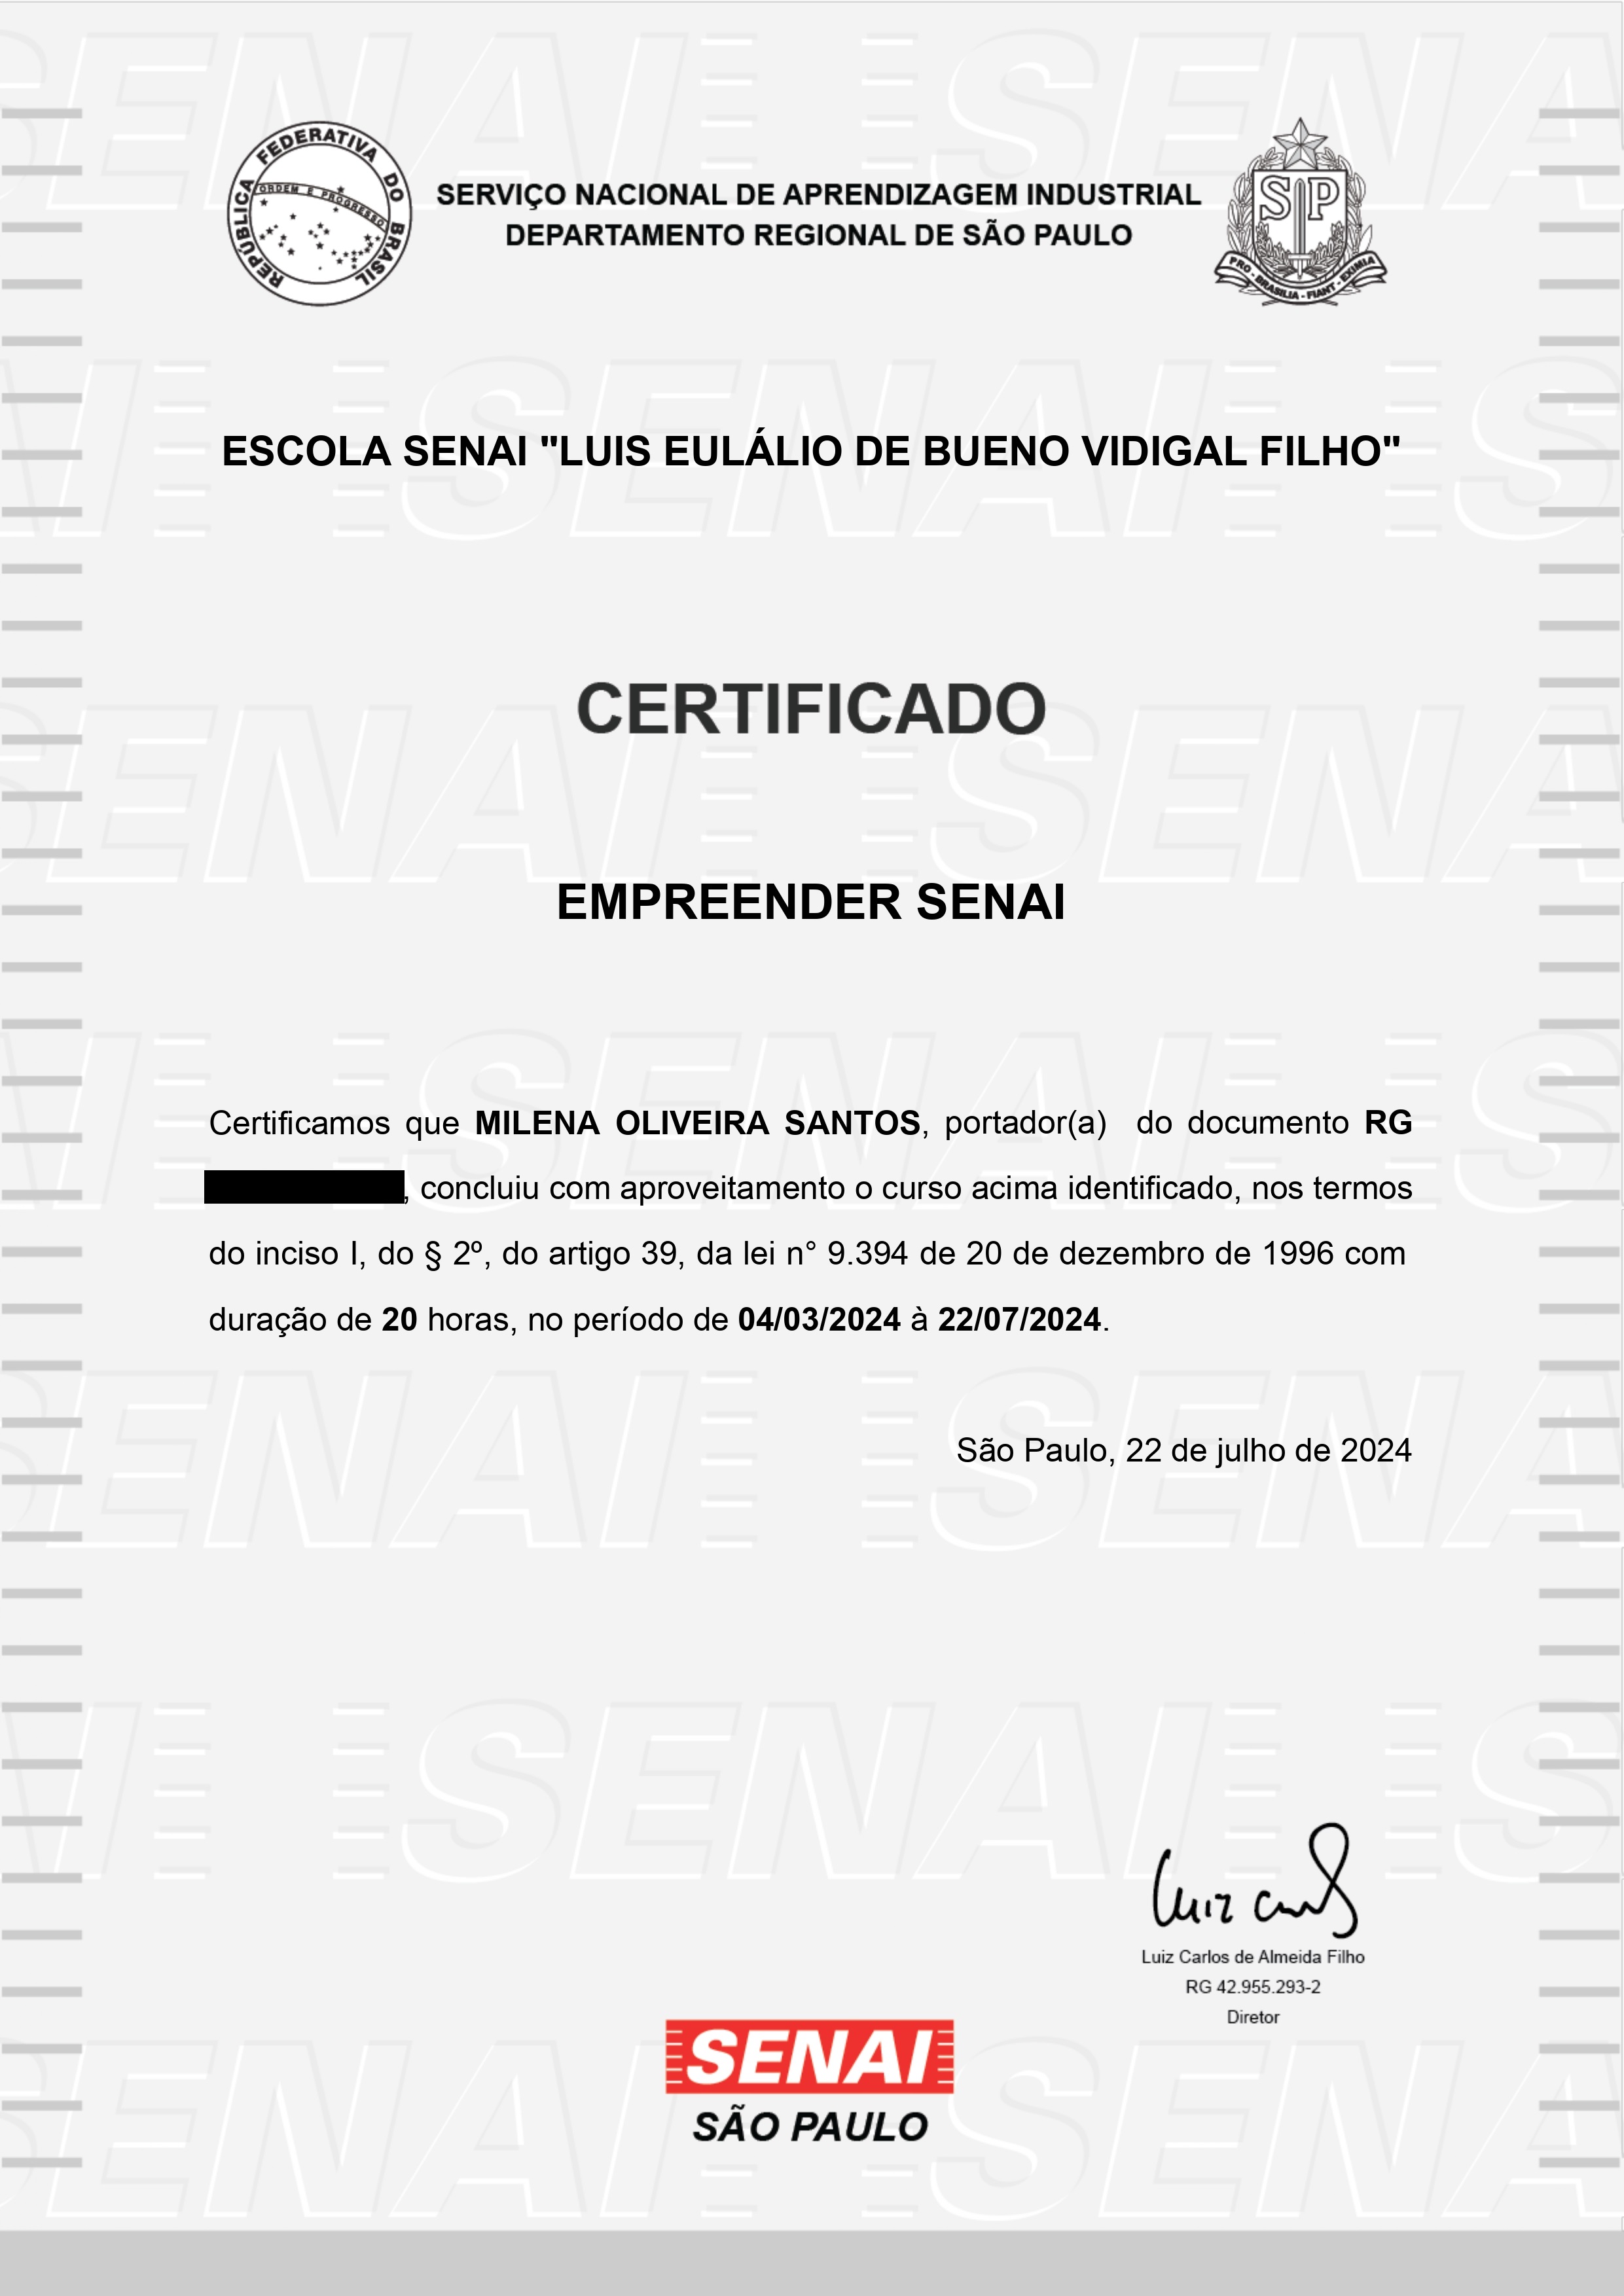 REPÚBLICA FEDERATIVA DO BRASIL
ORDEM E PROGRESSO
SERVIÇO NACIONAL DE APRENDIZAGEM INDUSTRIAL
DEPARTAMENTO REGIONAL DE SÃO PAULO
SP
PRO - BRASILIA - FIANT - EXIMIA
ESCOLA SENAI "LUIS EULÁLIO DE BUENO VIDIGAL FILHO"
CERTIFICADO
EMPREENDER SENAI
Certificamos que MILENA OLIVEIRA SANTOS, portador(a) do documento RG
, concluiu com aproveitamento o curso acima identificado, nos termos
do inciso I, do § 2º, do artigo 39, da lei n° 9.394 de 20 de dezembro de 1996 com
duração de 20 horas, no período de 04/03/2024 à 22/07/2024.
São Paulo, 22 de julho de 2024
Luiz Carlos de Almeida Filho
RG 42.955.293-2
Diretor
SENAI
SÃO PAULO